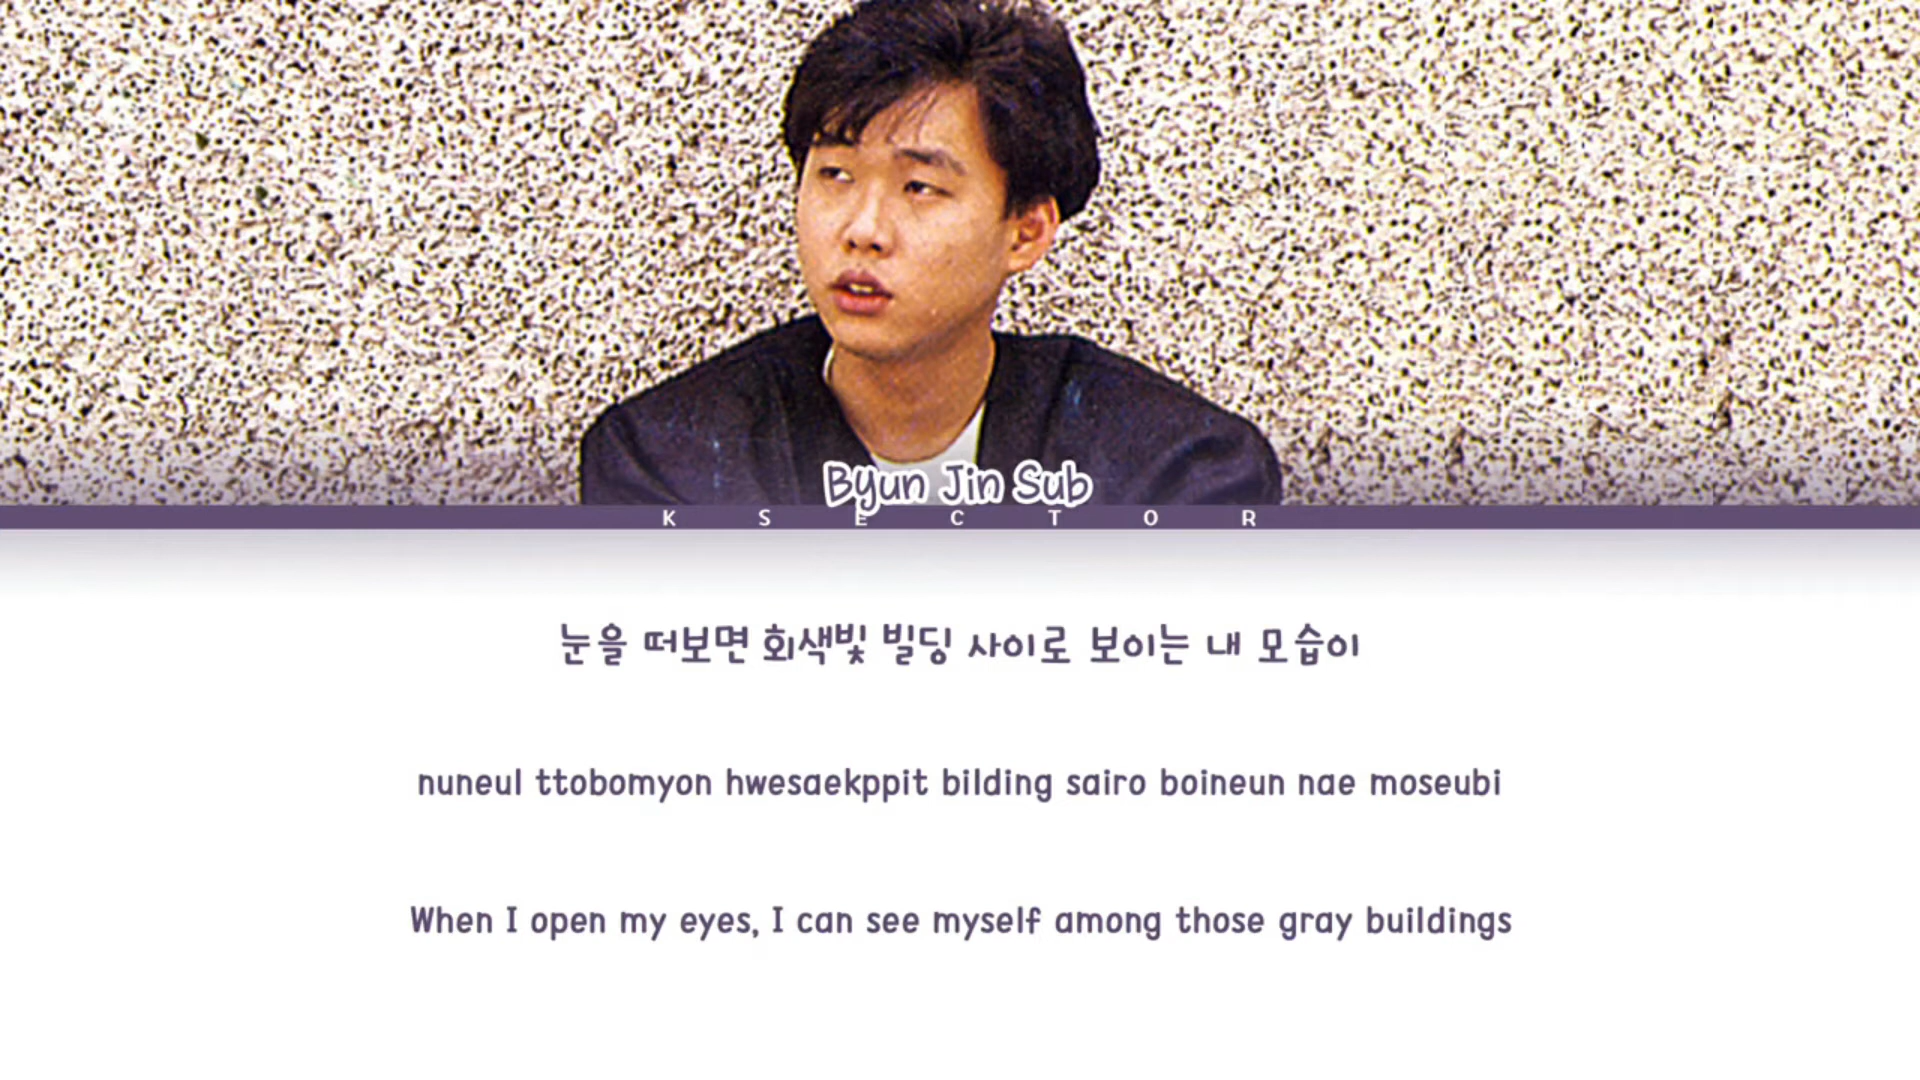 Byun Jin Sub
K S E C T O R
눈을 떠보면 회색빛 빌딩 사이로 보이는 내 모습이
nuneul ttobomyon hwesaekppit bilding sairo boineun nae moseubi
When I open my eyes, I can see myself among those gray buildings